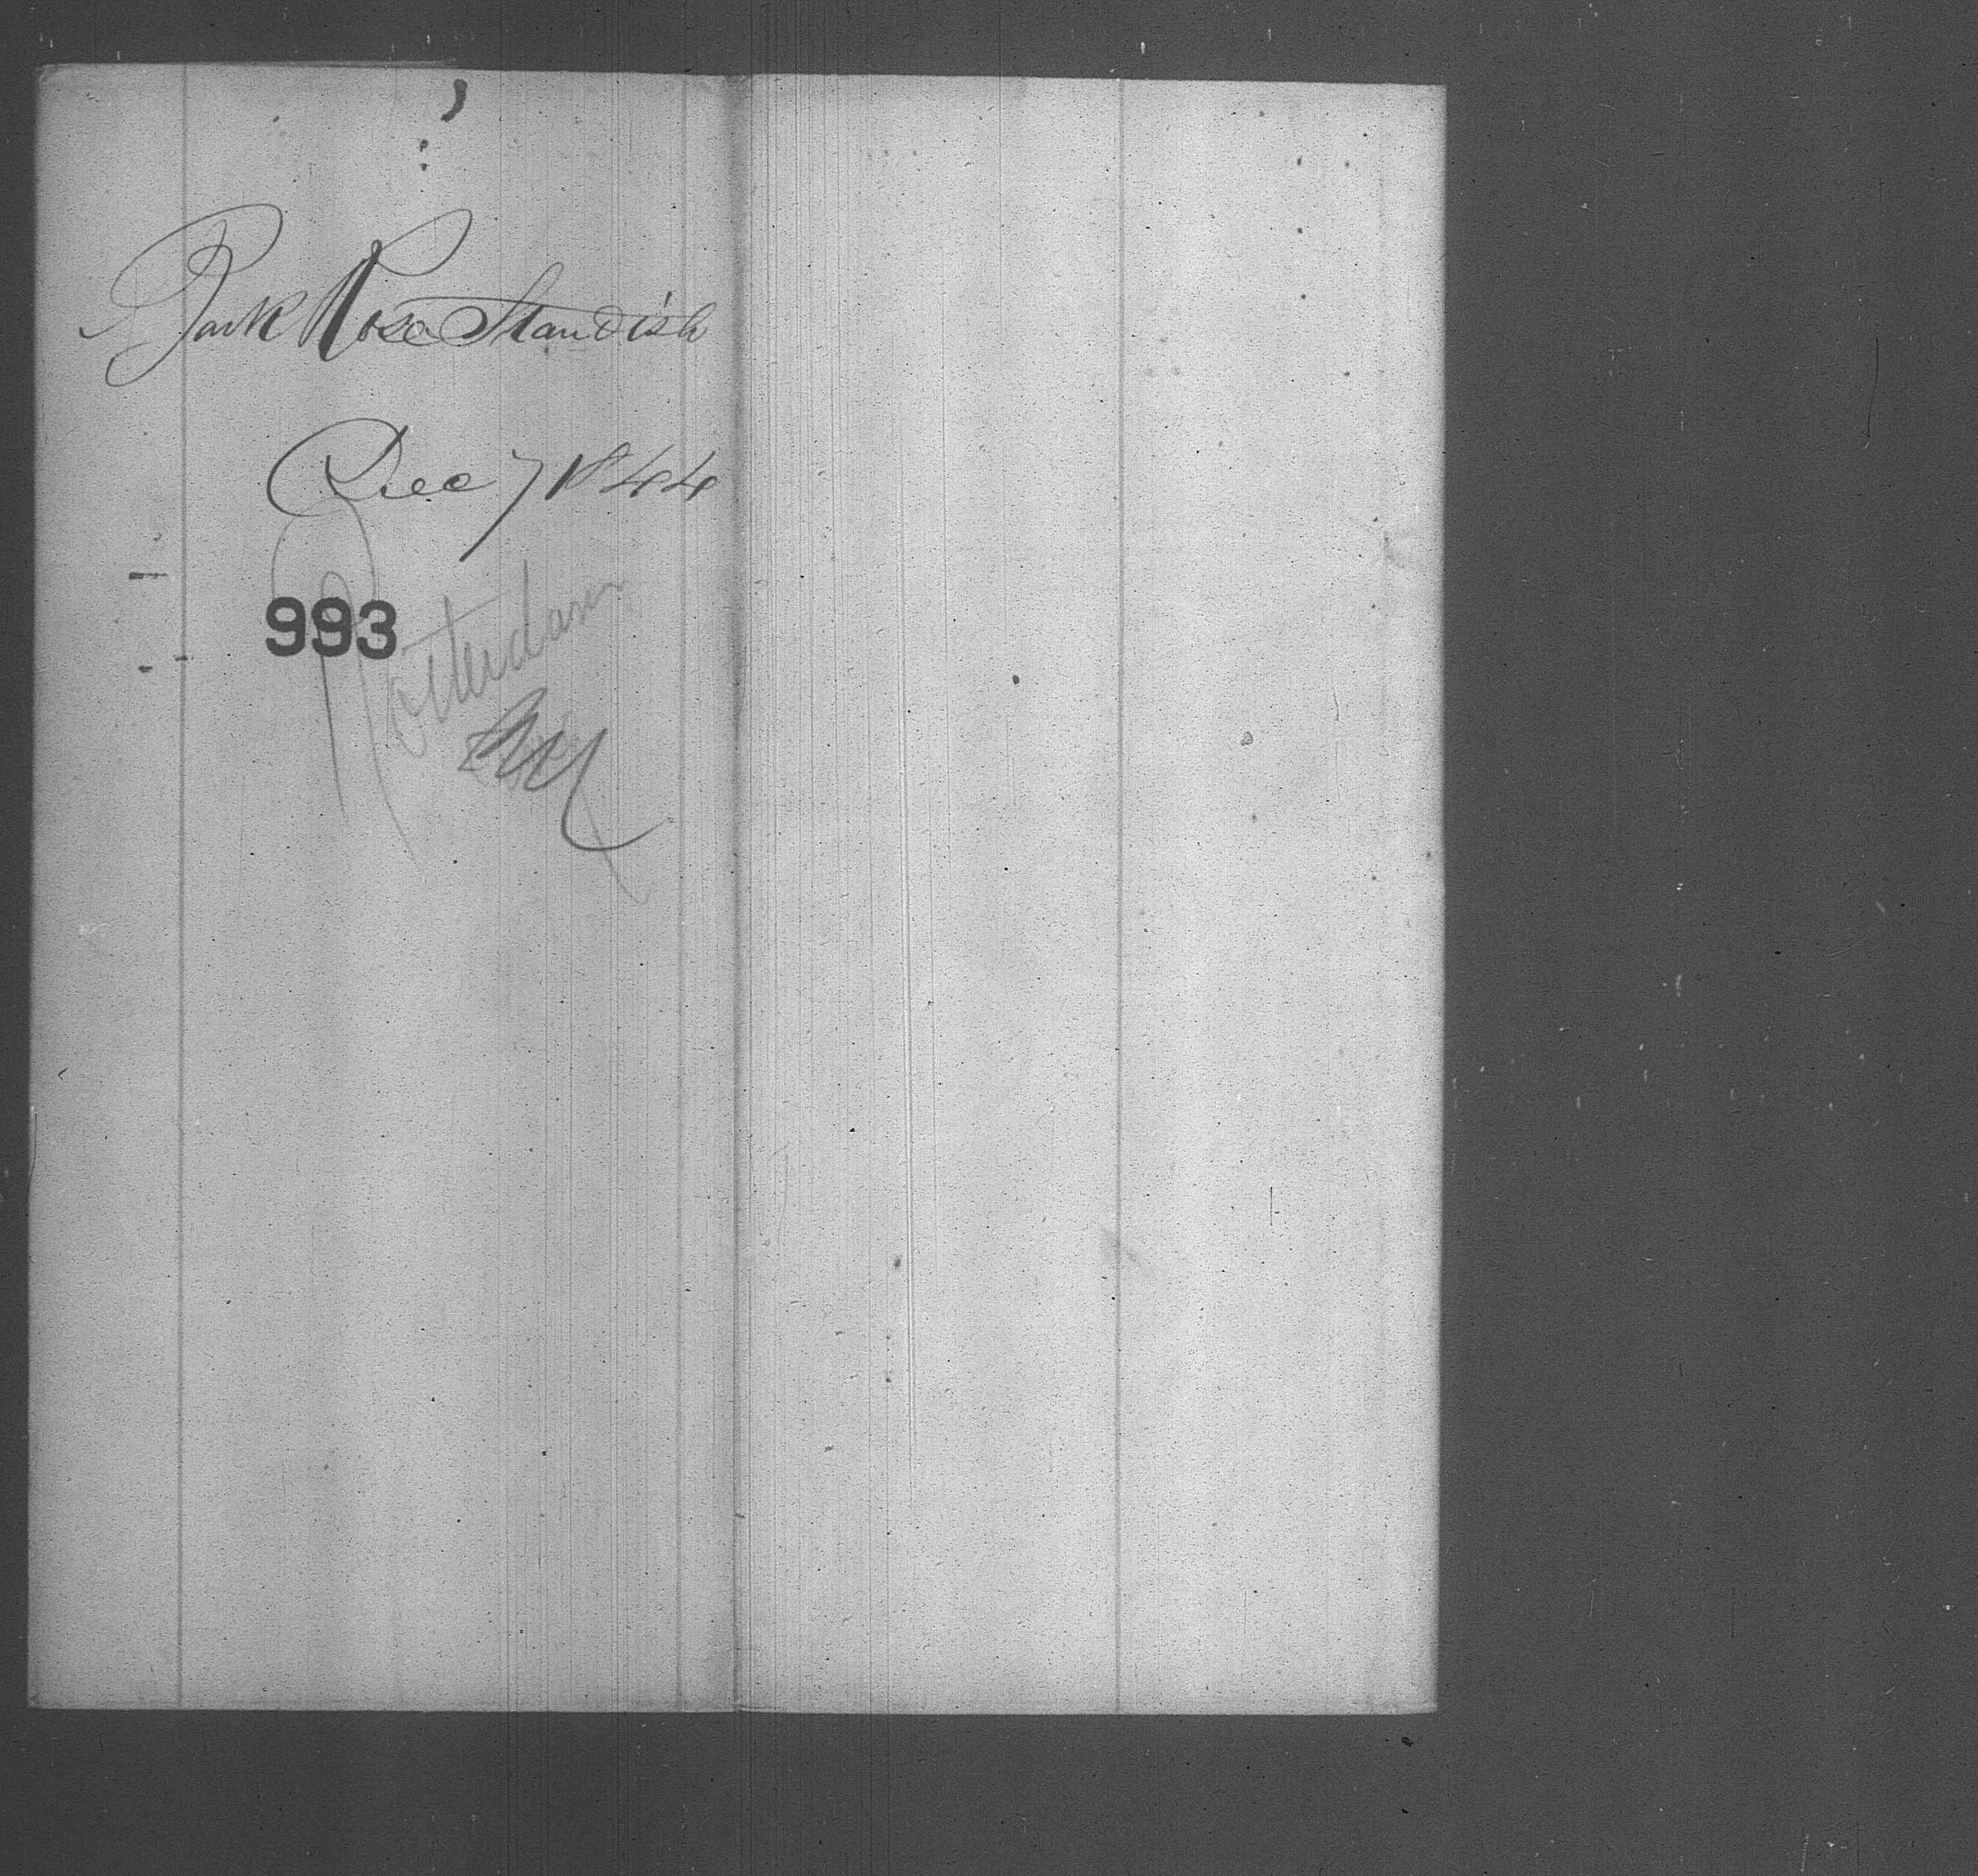 Bark Rose Standish
Dec 7 1844
993
Rotterdam